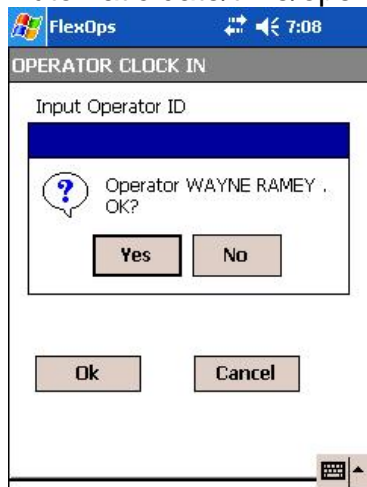 FlexOps 7:08
OPERATOR CLOCK IN
Input Operator ID
?
Operator WAYNE RAMEY .
OK?
Yes No
Ok Cancel